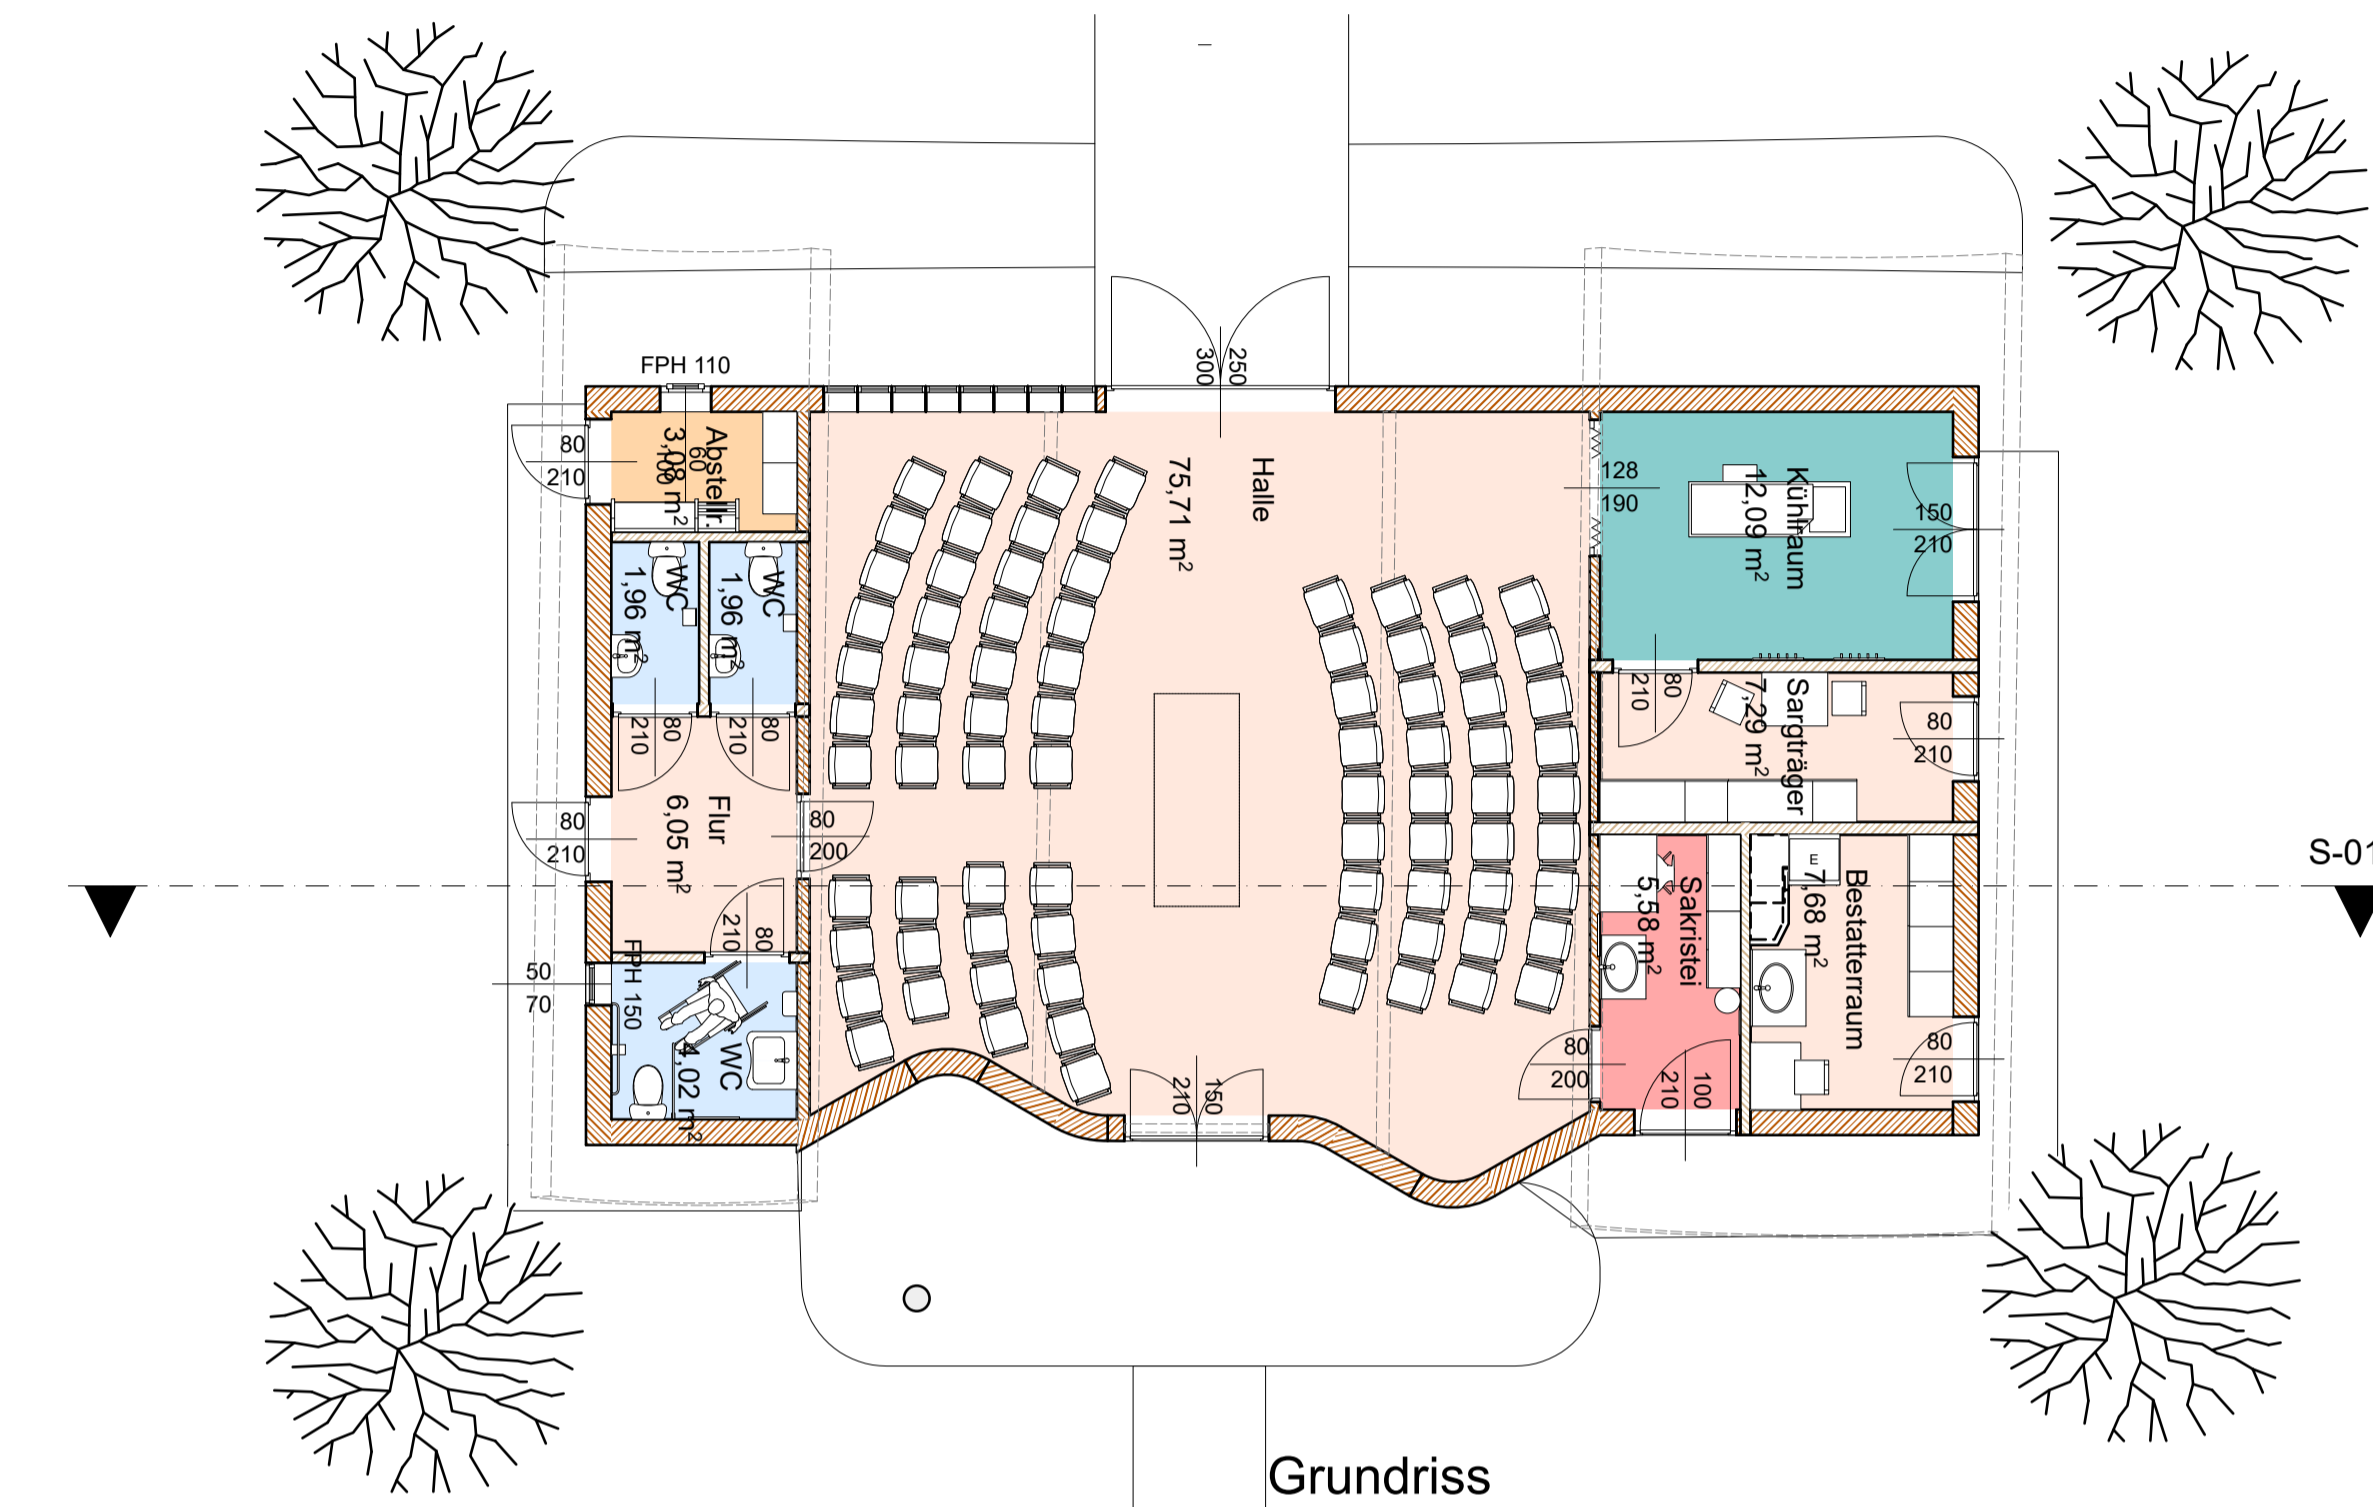 FPH 110
250
300
80
210
Abstellr.
3,08 m²
60
100
Halle
75,71 m²
128
190
Kühlraum
12,09 m²
150
210
WC
1,96 m²
WC
1,96 m²
80
210
80
210
80
210
Sargträger
7,29 m²
80
210
Flur
6,05 m²
80
210
80
200
S-01
Sakristei
5,58 m²
E
Bestatterraum
7,68 m²
80
210
50
70
FPH 150
WC
4,02 m²
150
210
80
200
100
210
80
210
Grundriss